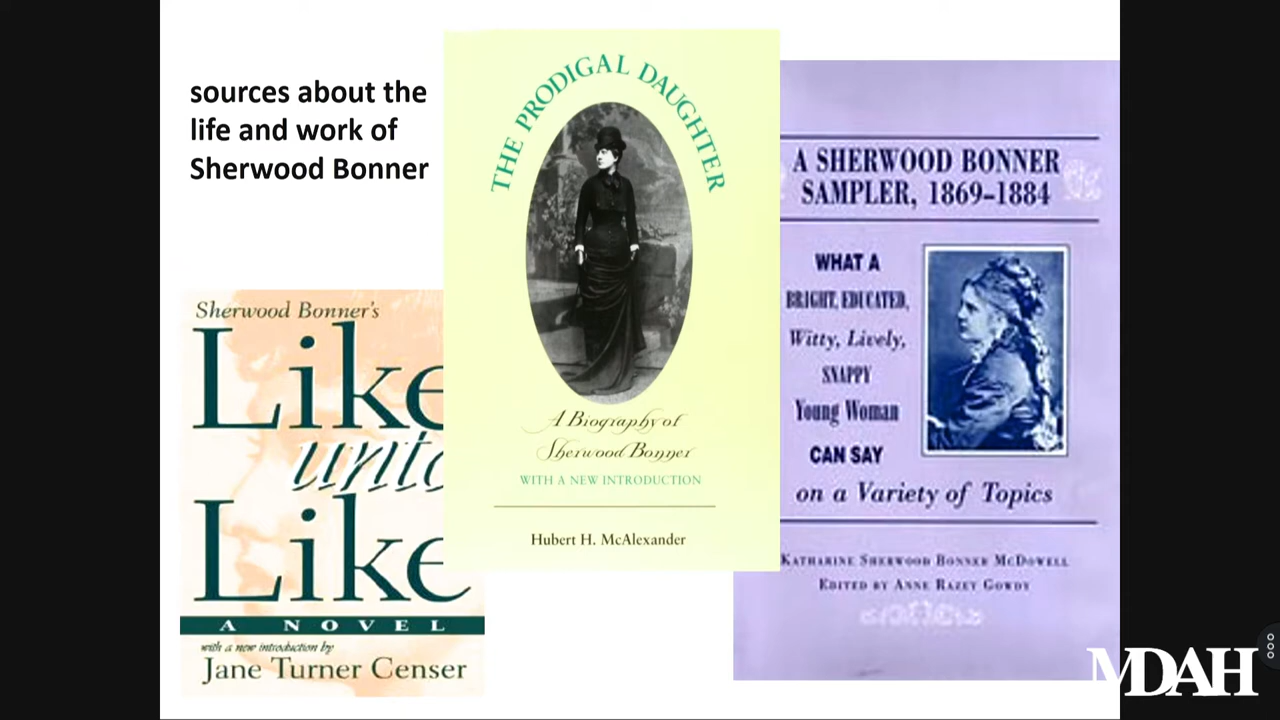 sources about the
life and work of
Sherwood Bonner
Sherwood Bonner's
Like
unto
Like
A NOVEL
with a new introduction by
Jane Turner Censer
THE PRODIGAL DAUGHTER
A Biography of
Sherwood Bonner
WITH A NEW INTRODUCTION
Hubert H. McAlexander
A SHERWOOD BONNER
SAMPLER, 1869–1884
WHAT A
BRIGHT, EDUCATED,
Witty, Lively,
SNAPPY
Young Woman
CAN SAY
on a Variety of Topics
KATHARINE SHERWOOD BONNER MCDOWELL
EDITED BY ANNE RAZEY GOWDY
MDAH